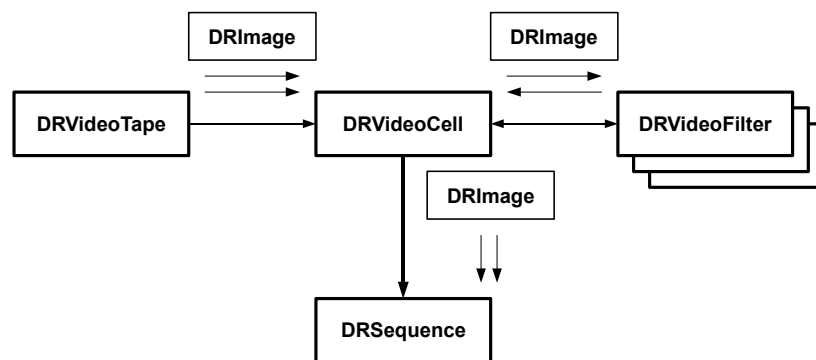 DRImage
DRImage
DRVideoTape
DRVideoCell
DRVideoFilter
DRImage
DRSequence